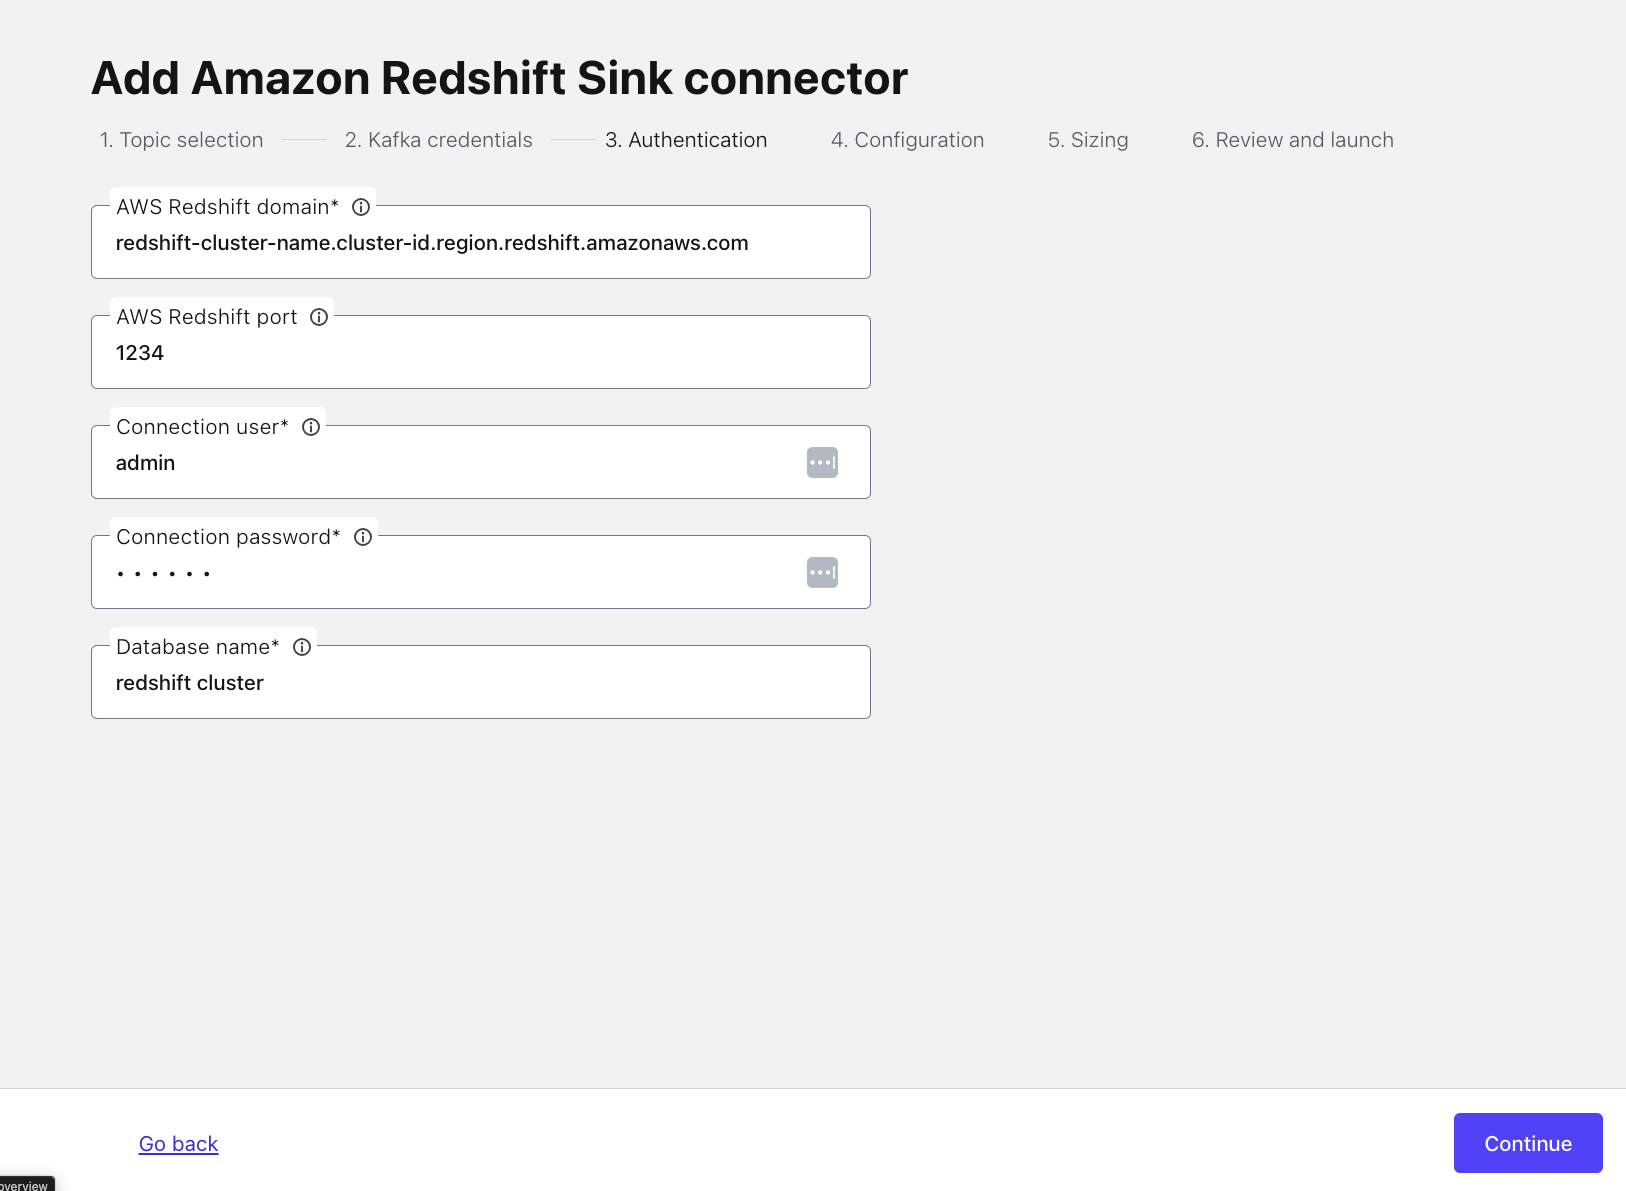 Add Amazon Redshift Sink connector
1. Topic selection 2. Kafka credentials 3. Authentication 4. Configuration 5. Sizing 6. Review and launch
AWS Redshift domain*
redshift-cluster-name.cluster-id.region.redshift.amazonaws.com
AWS Redshift port
1234
Connection user*
admin
Connection password*
••••••
Database name*
redshift cluster
Go back
Continue
overview